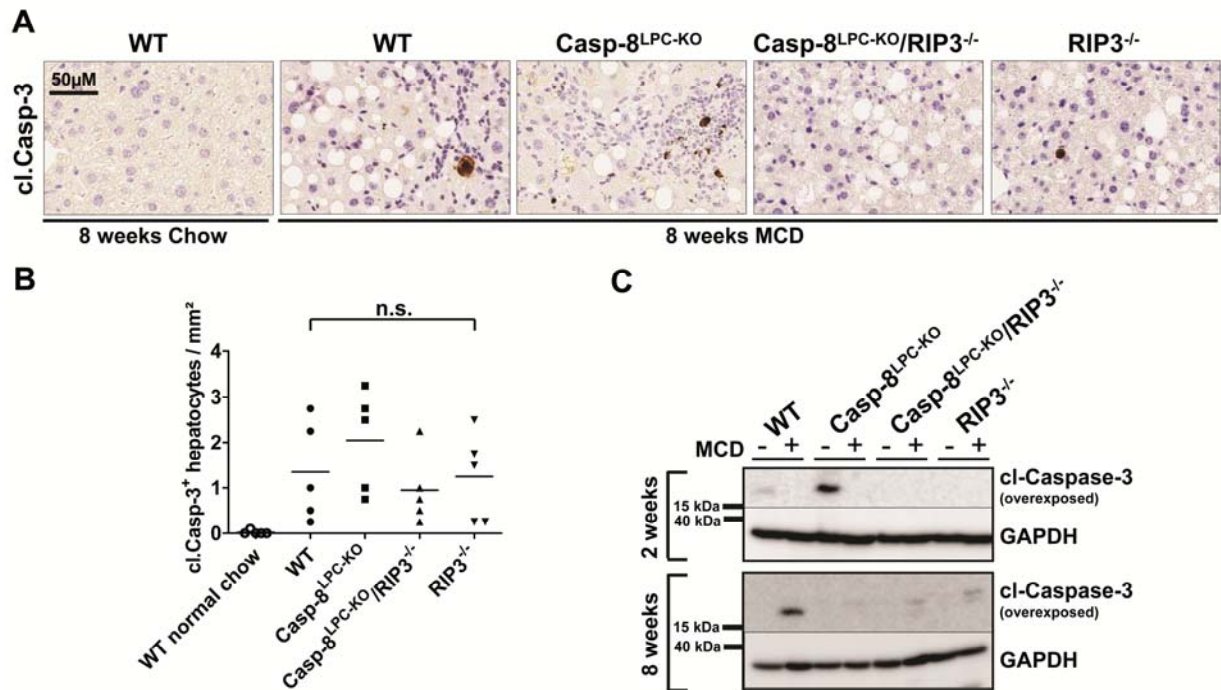 A
WT
WT
Casp-8LPC-KO
Casp-8LPC-KO/RIP3-/-
RIP3-/-
cl.Casp-3
50µM
8 weeks Chow
8 weeks MCD
B
cl.Casp-3+ hepatocytes / mm²
n.s.
4
3
2
1
0
WT normal chow
WT
Casp-8LPC-KO
Casp-8LPC-KO/RIP3-/-
RIP3-/-
C
WT
Casp-8LPC-KO
Casp-8LPC-KO/RIP3-/-
RIP3-/-
MCD - + - + - + - +
2 weeks
cl-Caspase-3
(overexposed)
15 kDa
40 kDa
GAPDH
8 weeks
cl-Caspase-3
(overexposed)
15 kDa
40 kDa
GAPDH